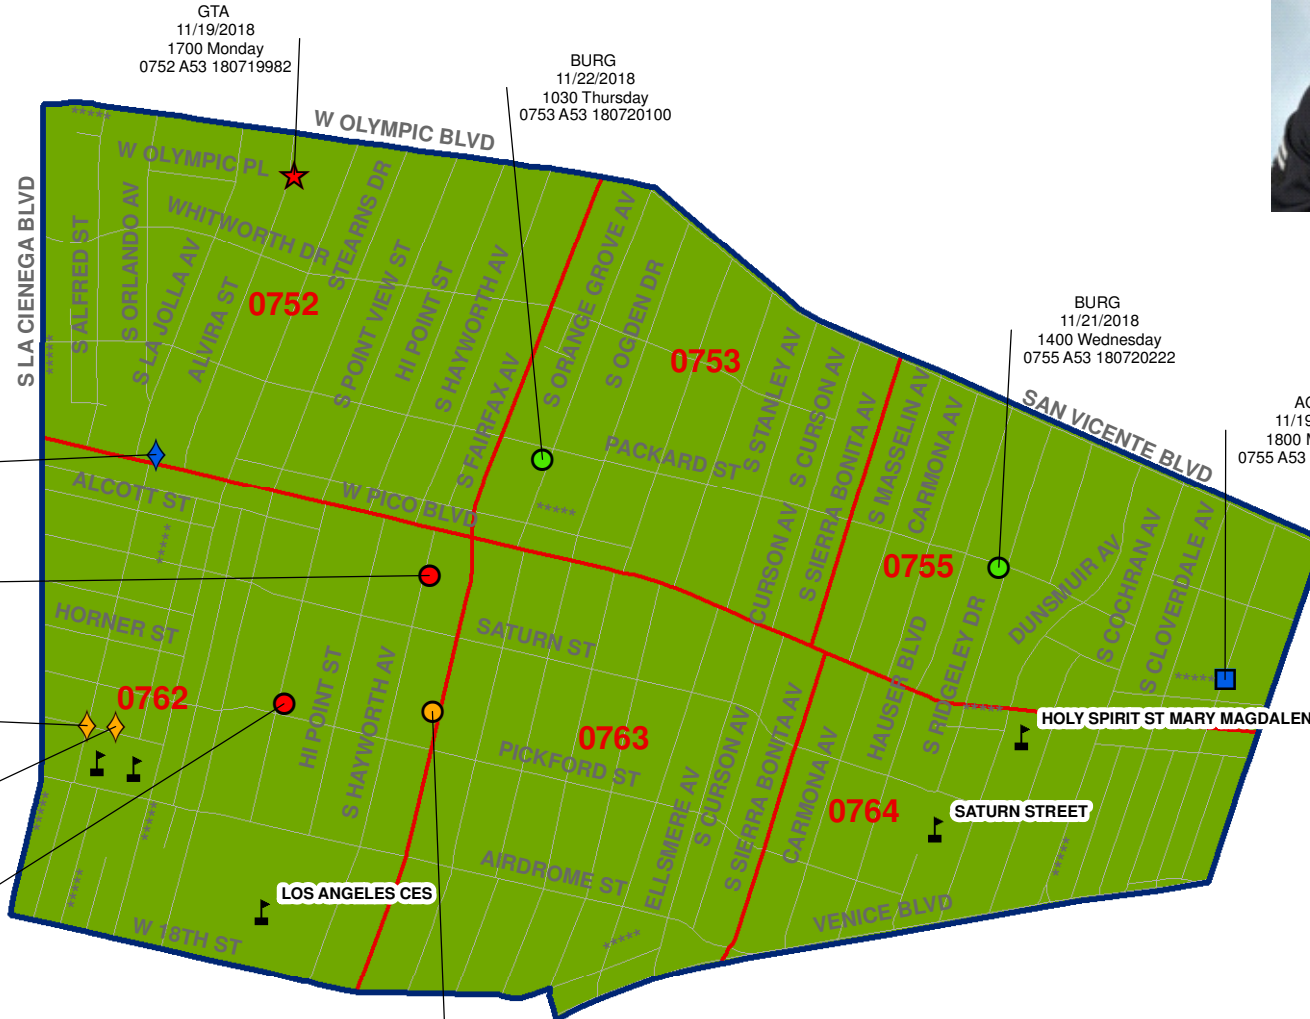 GTA
11/19/2018
1700 Monday
0752 A53 180719982
BURG
11/22/2018
1030 Thursday
0753 A53 180720100
BURG
11/21/2018
1400 Wednesday
0755 A53 180720222
11/19
1800
0755 A53
W OLYMPIC BLVD
W OLYMPIC PL
WHITWORTH DR
S LA CIENEGA BLVD
S ALFRED ST
S ORLANDO AV
S LA JOLLA AV
ALVIRA ST
STEARNS DR
S POINT VIEW ST
HI POINT ST
S HAYWORTH AV
S FAIRFAX AV
S ORANGE GROVE AV
S OGDEN DR
0752
0753
S STANLEY AV
S CURSON AV
S SIERRA BONITA AV
S MASSELIN AV
CARMONA AV
SAN VICENTE BLVD
PACKARD ST
*****
*****
*****
W PICO BLVD
ALCOTT ST
*****
CURSON AV
0755
DUNSMUIR AV
S COCHRAN AV
S CLOVERDALE AV
*****
HORNER ST
SATURN ST
HAUSER BLVD
S RIDGELEY DR
*****
0762
HI POINT ST
S HAYWORTH AV
0763
PICKFORD ST
HOLY SPIRIT ST MARY MAGDALEN
S CURSON AV
S SIERRA BONITA AV
CARMONA AV
ELLSMERE AV
0764
SATURN STREET
*****
*****
*****
*****
AIRDROME ST
LOS ANGELES CES
W 18TH ST
*****
VENICE BLVD